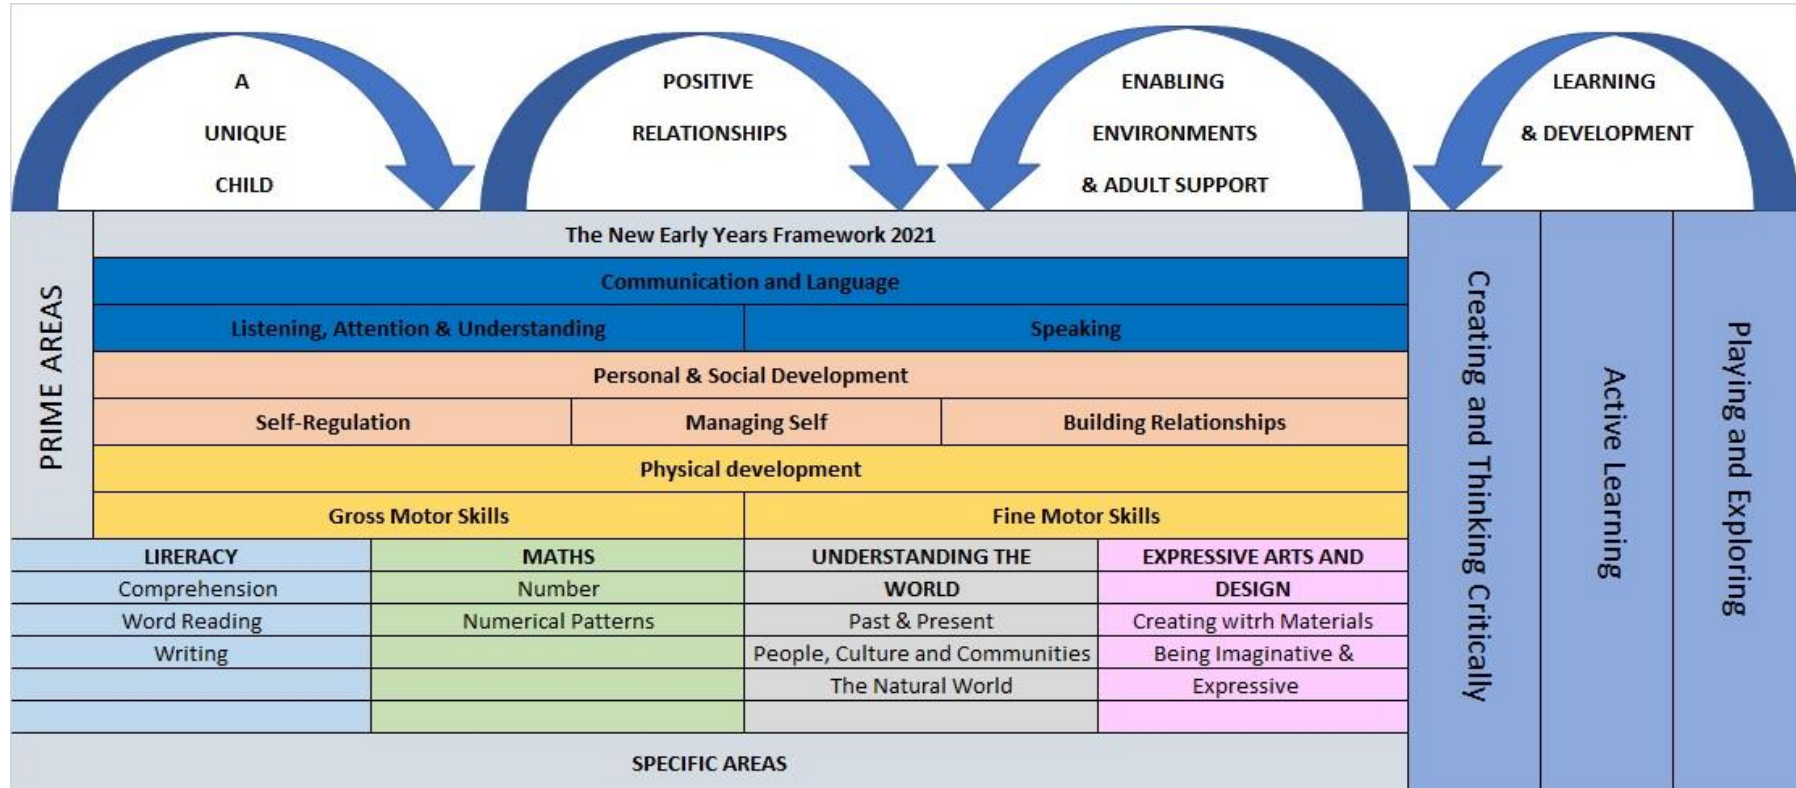 A
UNIQUE
CHILD
POSITIVE
RELATIONSHIPS
ENABLING
ENVIRONMENTS
& ADULT SUPPORT
LEARNING
& DEVELOPMENT
PRIME AREAS
The New Early Years Framework 2021
Communication and Language
Listening, Attention & Understanding
Speaking
Personal & Social Development
Self-Regulation
Managing Self
Building Relationships
Physical development
Gross Motor Skills
Fine Motor Skills
LIRERACY
Comprehension
Word Reading
Writing
MATHS
Number
Numerical Patterns
UNDERSTANDING THE
WORLD
Past & Present
People, Culture and Communities
The Natural World
EXPRESSIVE ARTS AND
DESIGN
Creating witrh Materials
Being Imaginative &
Expressive
SPECIFIC AREAS
Creating and Thinking Critically
Active Learning
Playing and Exploring